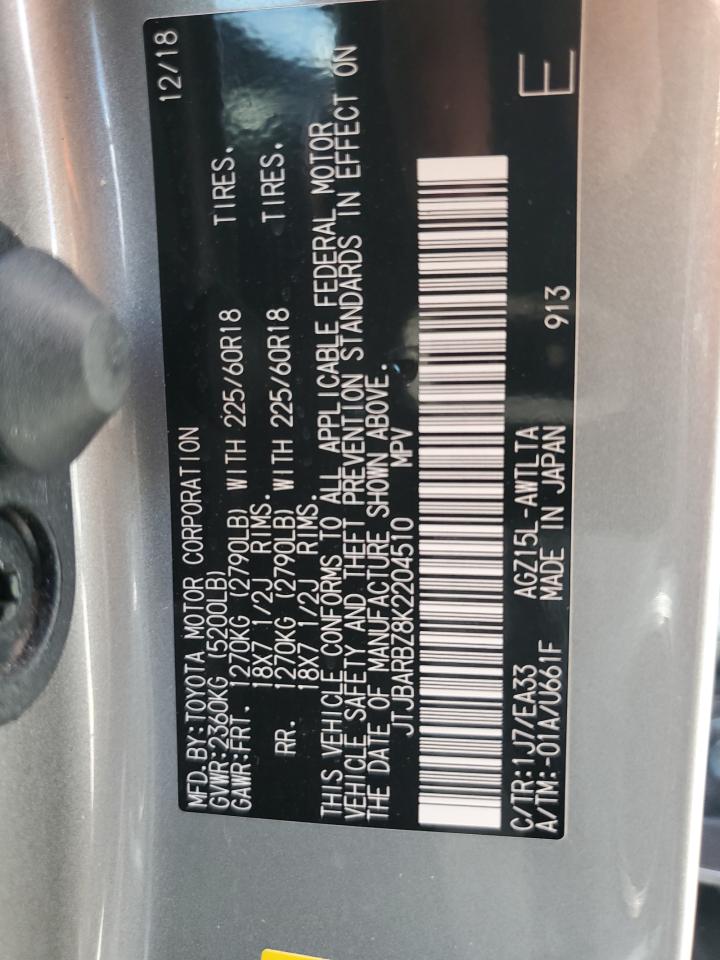 MFD.BY:TOYOTA MOTOR CORPORATION 12/18
GVWR:2360KG (5200LB)
GAWR:FRT. 1270KG (2790LB) WITH 225/60R18 TIRES.
18X7 1/2J RIMS.
RR. 1270KG (2790LB) WITH 225/60R18 TIRES.
18X7 1/2J RIMS.
THIS VEHICLE CONFORMS TO ALL APPLICABLE FEDERAL MOTOR
VEHICLE SAFETY AND THEFT PREVENTION STANDARDS IN EFFECT ON
THE DATE OF MANUFACTURE SHOWN ABOVE.
JTJBARBZ8K2204510 MPV
C/TR:1J7/EA33 AGZ15L-AWTLTA
A/TM:-01A/U661F MADE IN JAPAN 913
E